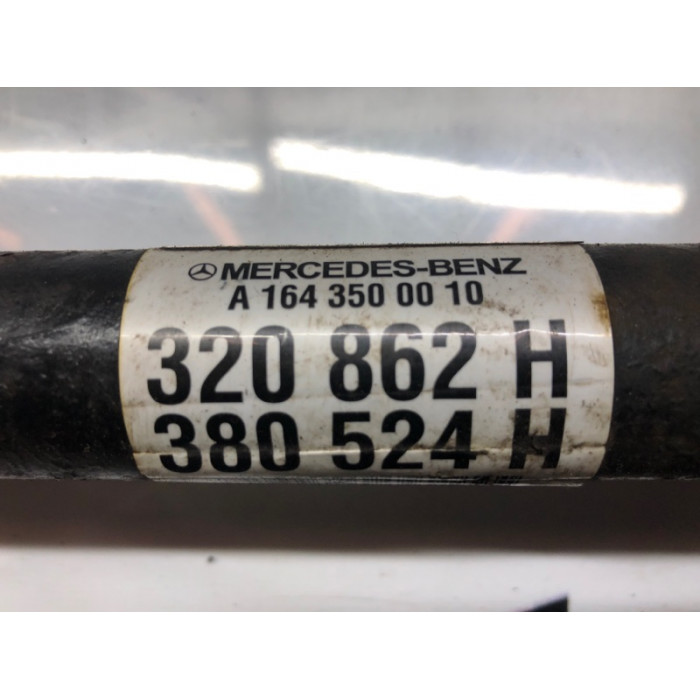 MERCEDES-BENZ
A 164 350 00 10
320 862 H
380 524 H